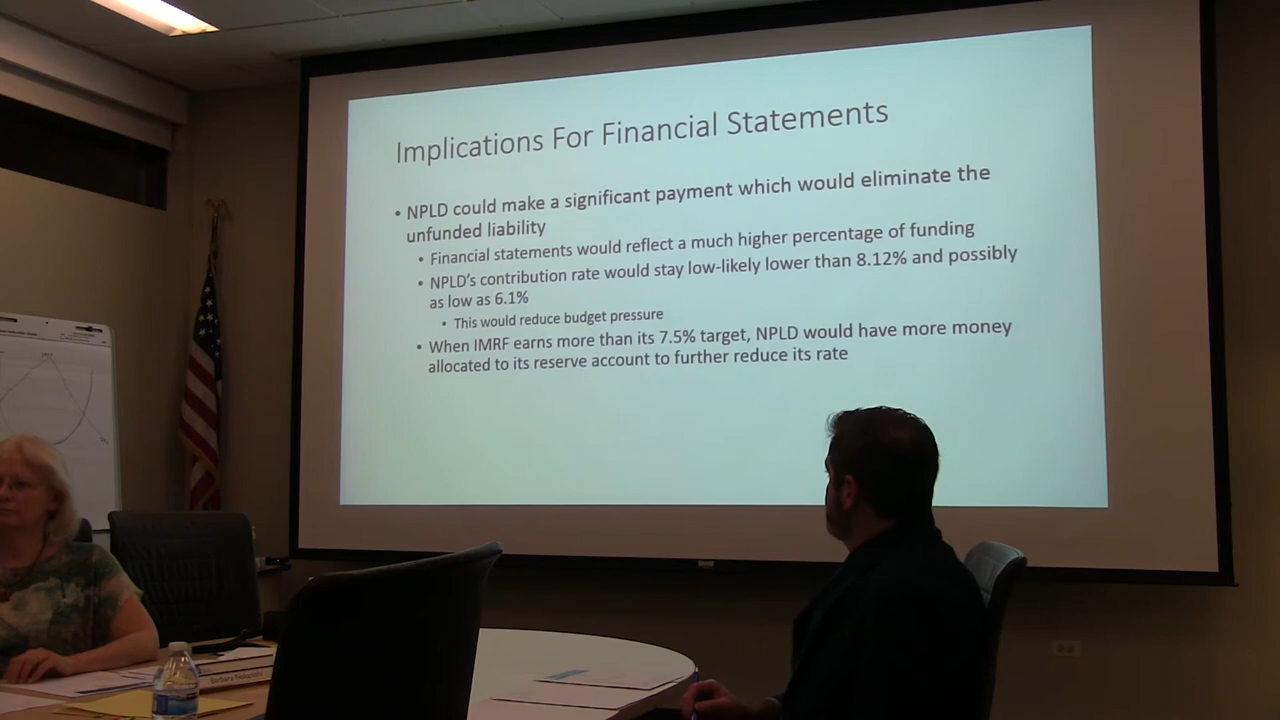 Implications For Financial Statements
• NPLD could make a significant payment which would eliminate the
unfunded liability
• Financial statements would reflect a much higher percentage of funding
• NPLD's contribution rate would stay low-likely lower than 8.12% and possibly
as low as 6.1%
• This would reduce budget pressure
• When IMRF earns more than its 7.5% target, NPLD would have more money
allocated to its reserve account to further reduce its rate
Barbara